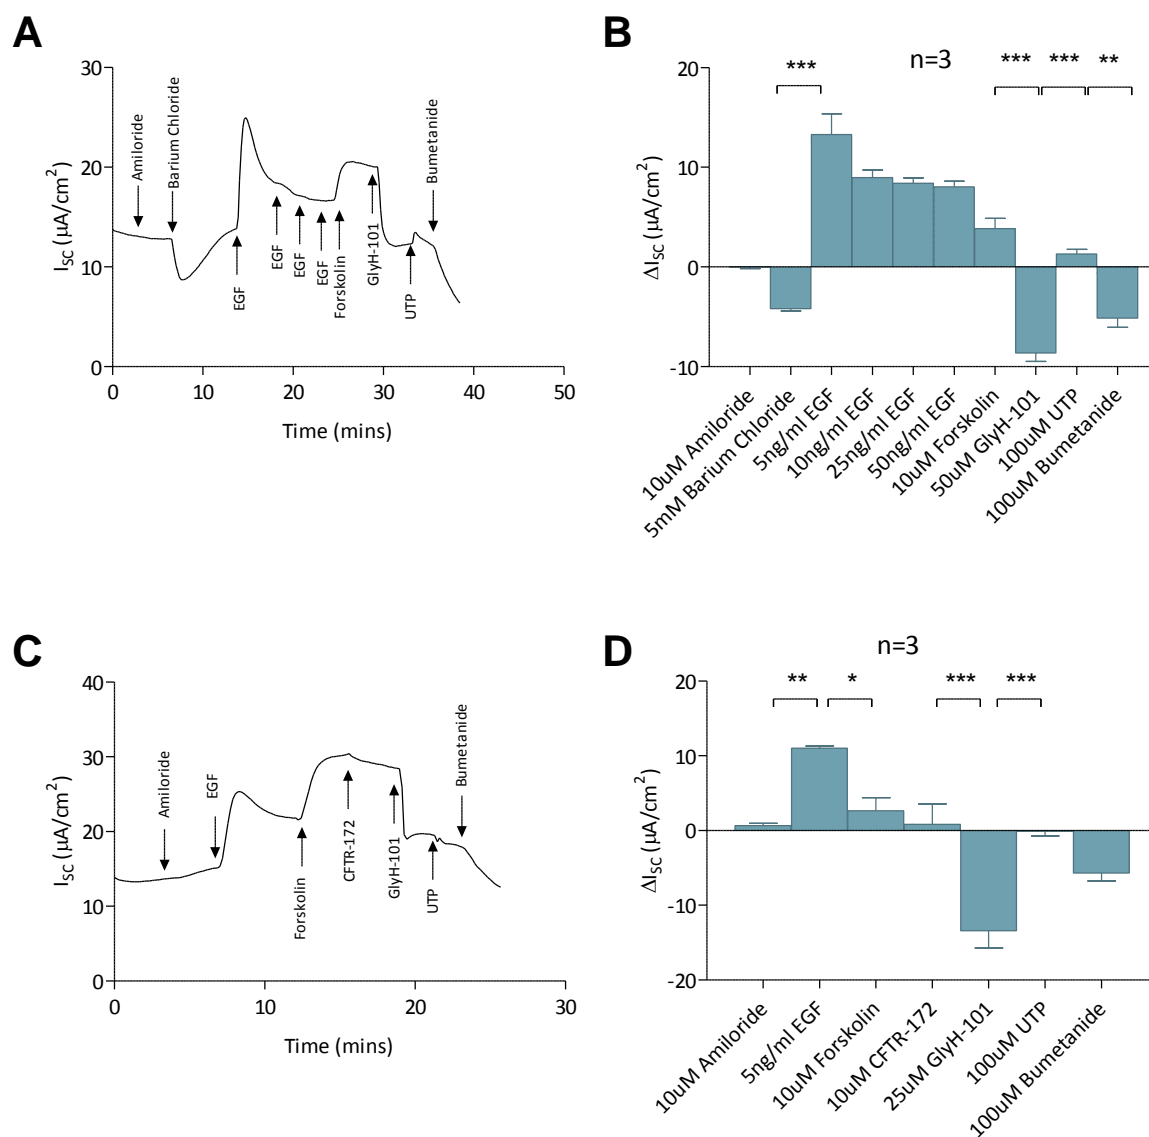 A
30
20
10
0
I_SC (µA/cm²)
0 10 20 30 40 50
Time (mins)
Amiloride
Barium Chloride
EGF
EGF
EGF
EGF
Forskolin
GlyH-101
UTP
Bumetanide
B
n=3
***
***
***
**
20
10
0
-10
ΔI_SC (µA/cm²)
10uM Amiloride
5mM Barium Chloride
5ng/ml EGF
10ng/ml EGF
25ng/ml EGF
50ng/ml EGF
10uM Forskolin
50uM GlyH-101
100uM UTP
100uM Bumetanide
C
40
30
20
10
0
I_SC (µA/cm²)
0 10 20 30
Time (mins)
Amiloride
EGF
Forskolin
CFTR-172
GlyH-101
UTP
Bumetanide
D
n=3
**
*
***
***
20
10
0
-10
-20
ΔI_SC (µA/cm²)
10uM Amiloride
5ng/ml EGF
10uM Forskolin
10uM CFTR-172
25uM GlyH-101
100uM UTP
100uM Bumetanide